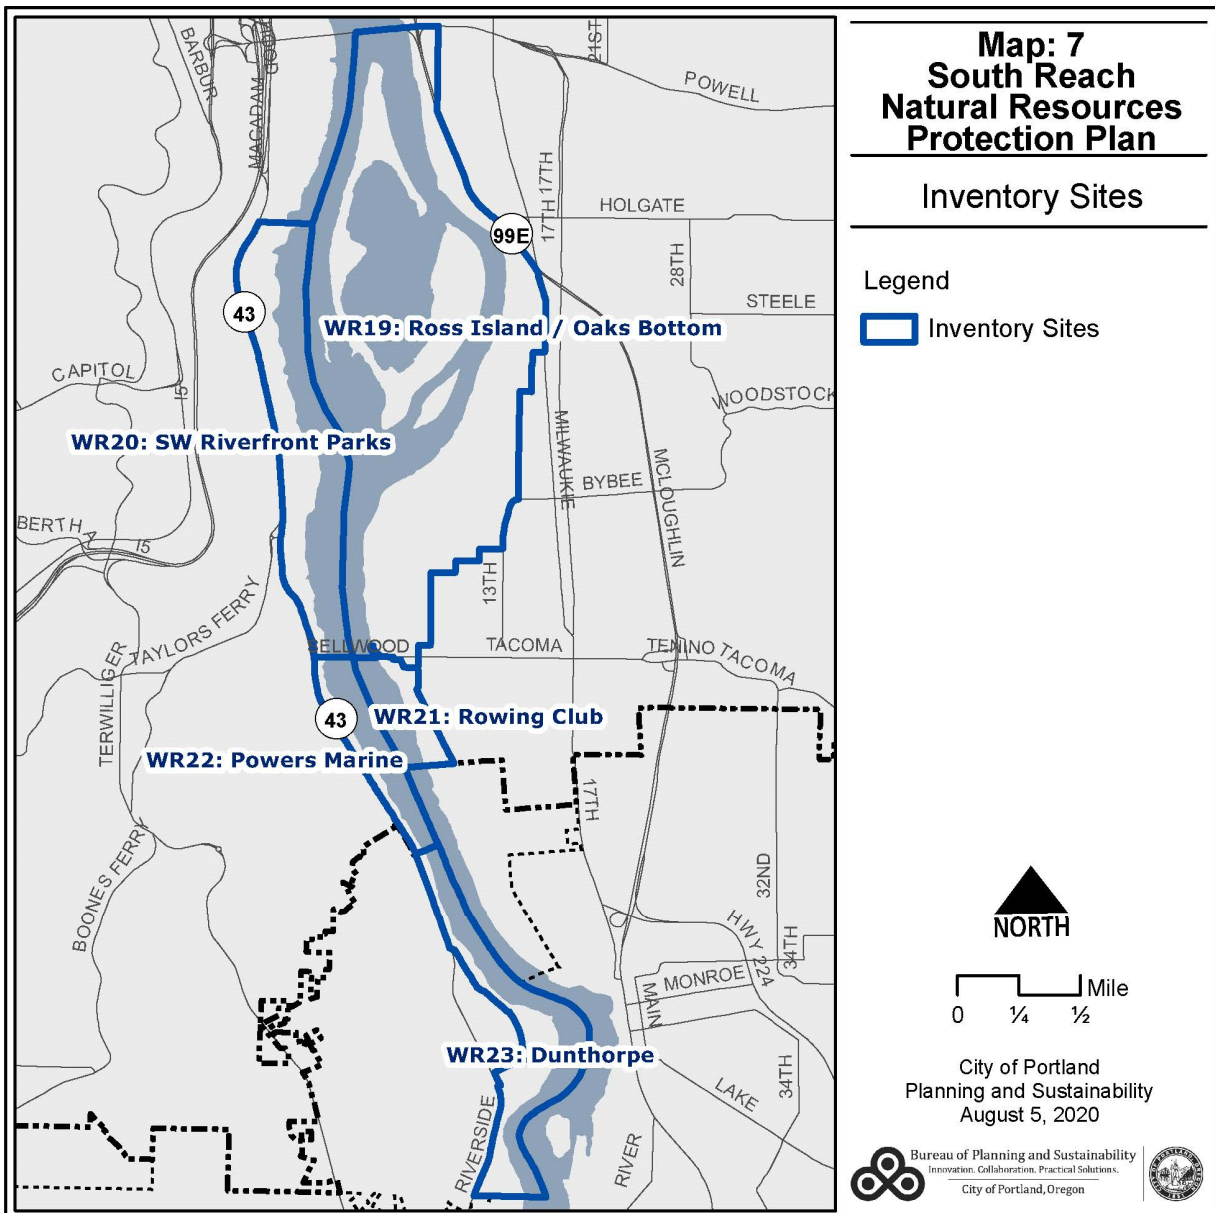 Map: 7
South Reach
Natural Resources
Protection Plan
Inventory Sites
Legend
Inventory Sites
BARBUR
MACADAM
21ST
POWELL
17TH
17TH
17TH
HOLGATE
99E
28TH
43
STEELE
WR19: Ross Island / Oaks Bottom
CAPITOL
I5
WOODSTOCK
WR20: SW Riverfront Parks
MILWAUKIE
MCLOUGHLIN
BYBEE
BERTHA
I5
13TH
TAYLORS FERRY
SELLWOOD
TACOMA
TENINO
TACOMA
TERWILLIGER
43
WR21: Rowing Club
WR22: Powers Marine
17TH
BOONES FERRY
32ND
HWY 224
34TH
MONROE
MAIN
WR23: Dunthorpe
LAKE
34TH
RIVERSIDE
RIVER
NORTH
Mile
0 ¼ ½
City of Portland
Planning and Sustainability
August 5, 2020
Bureau of Planning and Sustainability
Innovation. Collaboration. Practical Solutions.
City of Portland, Oregon